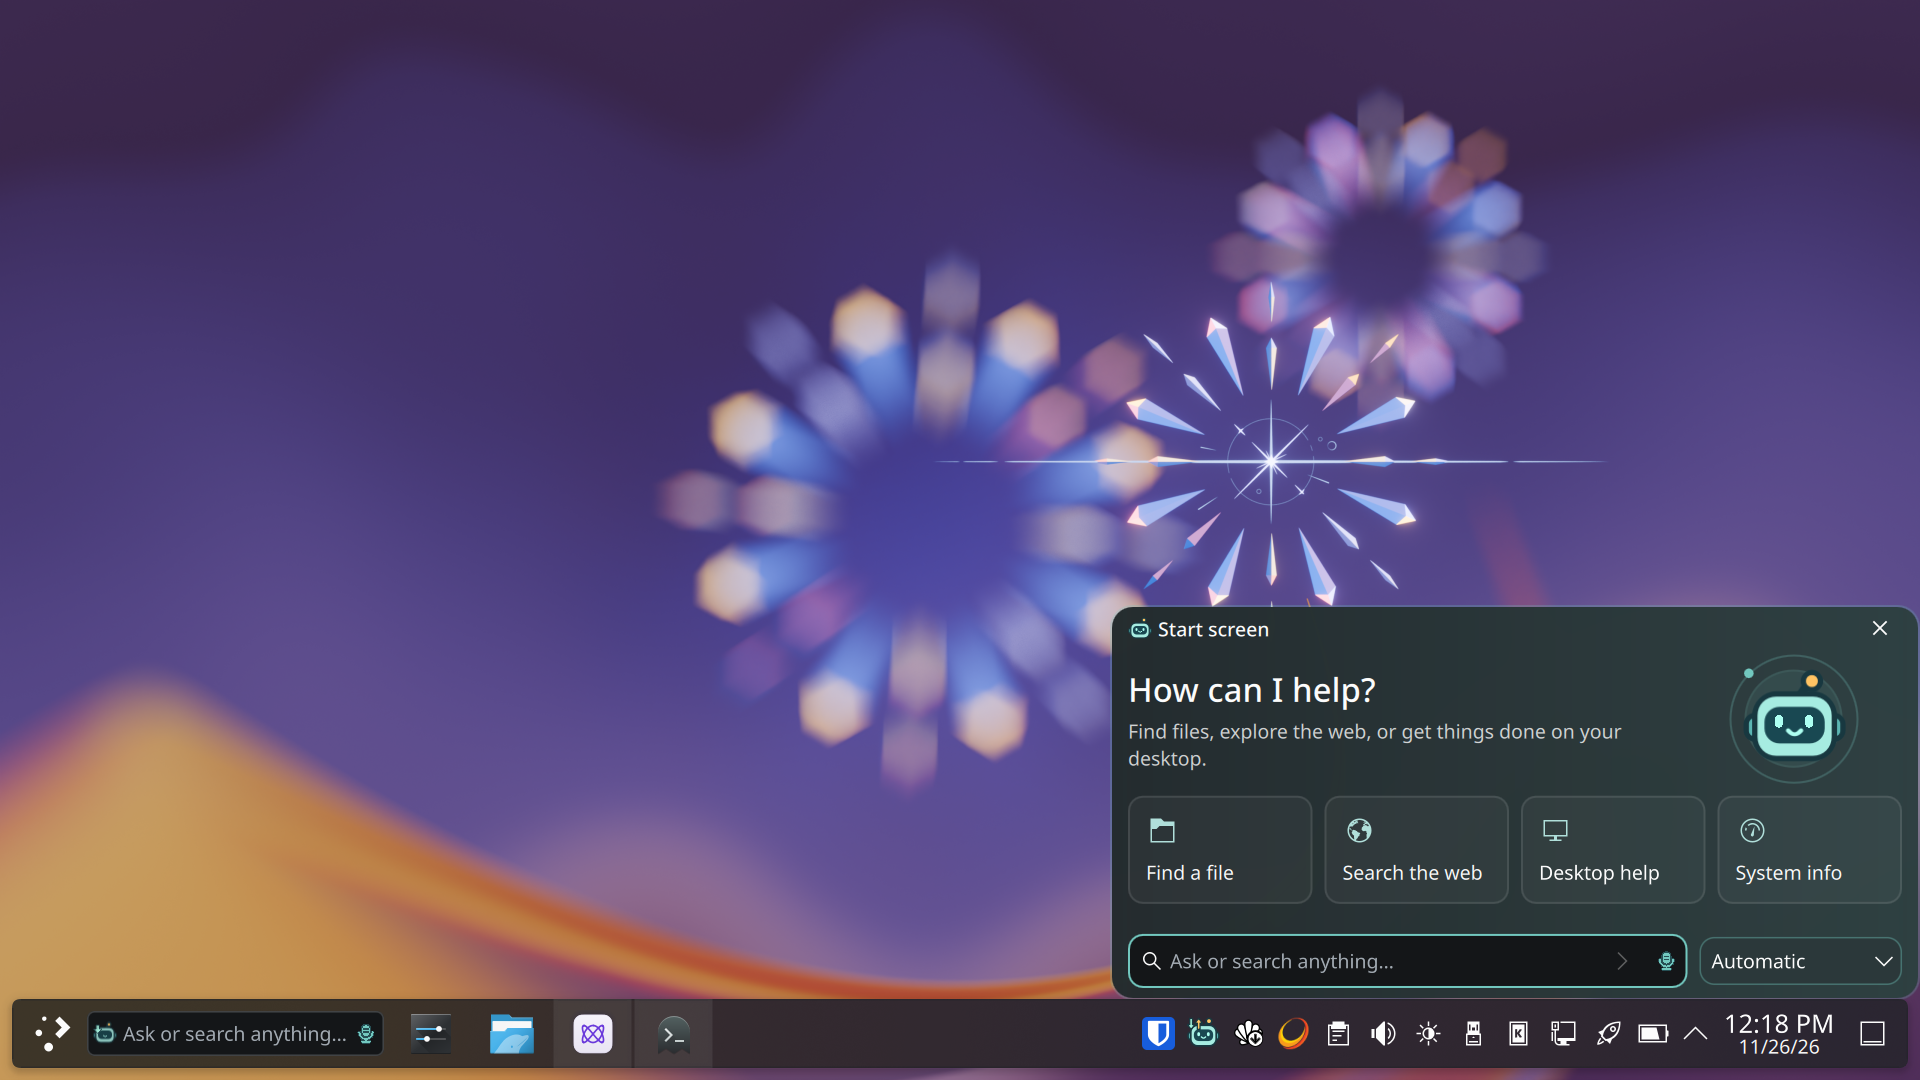 Start screen
How can I help?
Find files, explore the web, or get things done on your
desktop.
Find a file
Search the web
Desktop help
System info
Ask or search anything...
Automatic
Ask or search anything...
12:18 PM
11/26/26